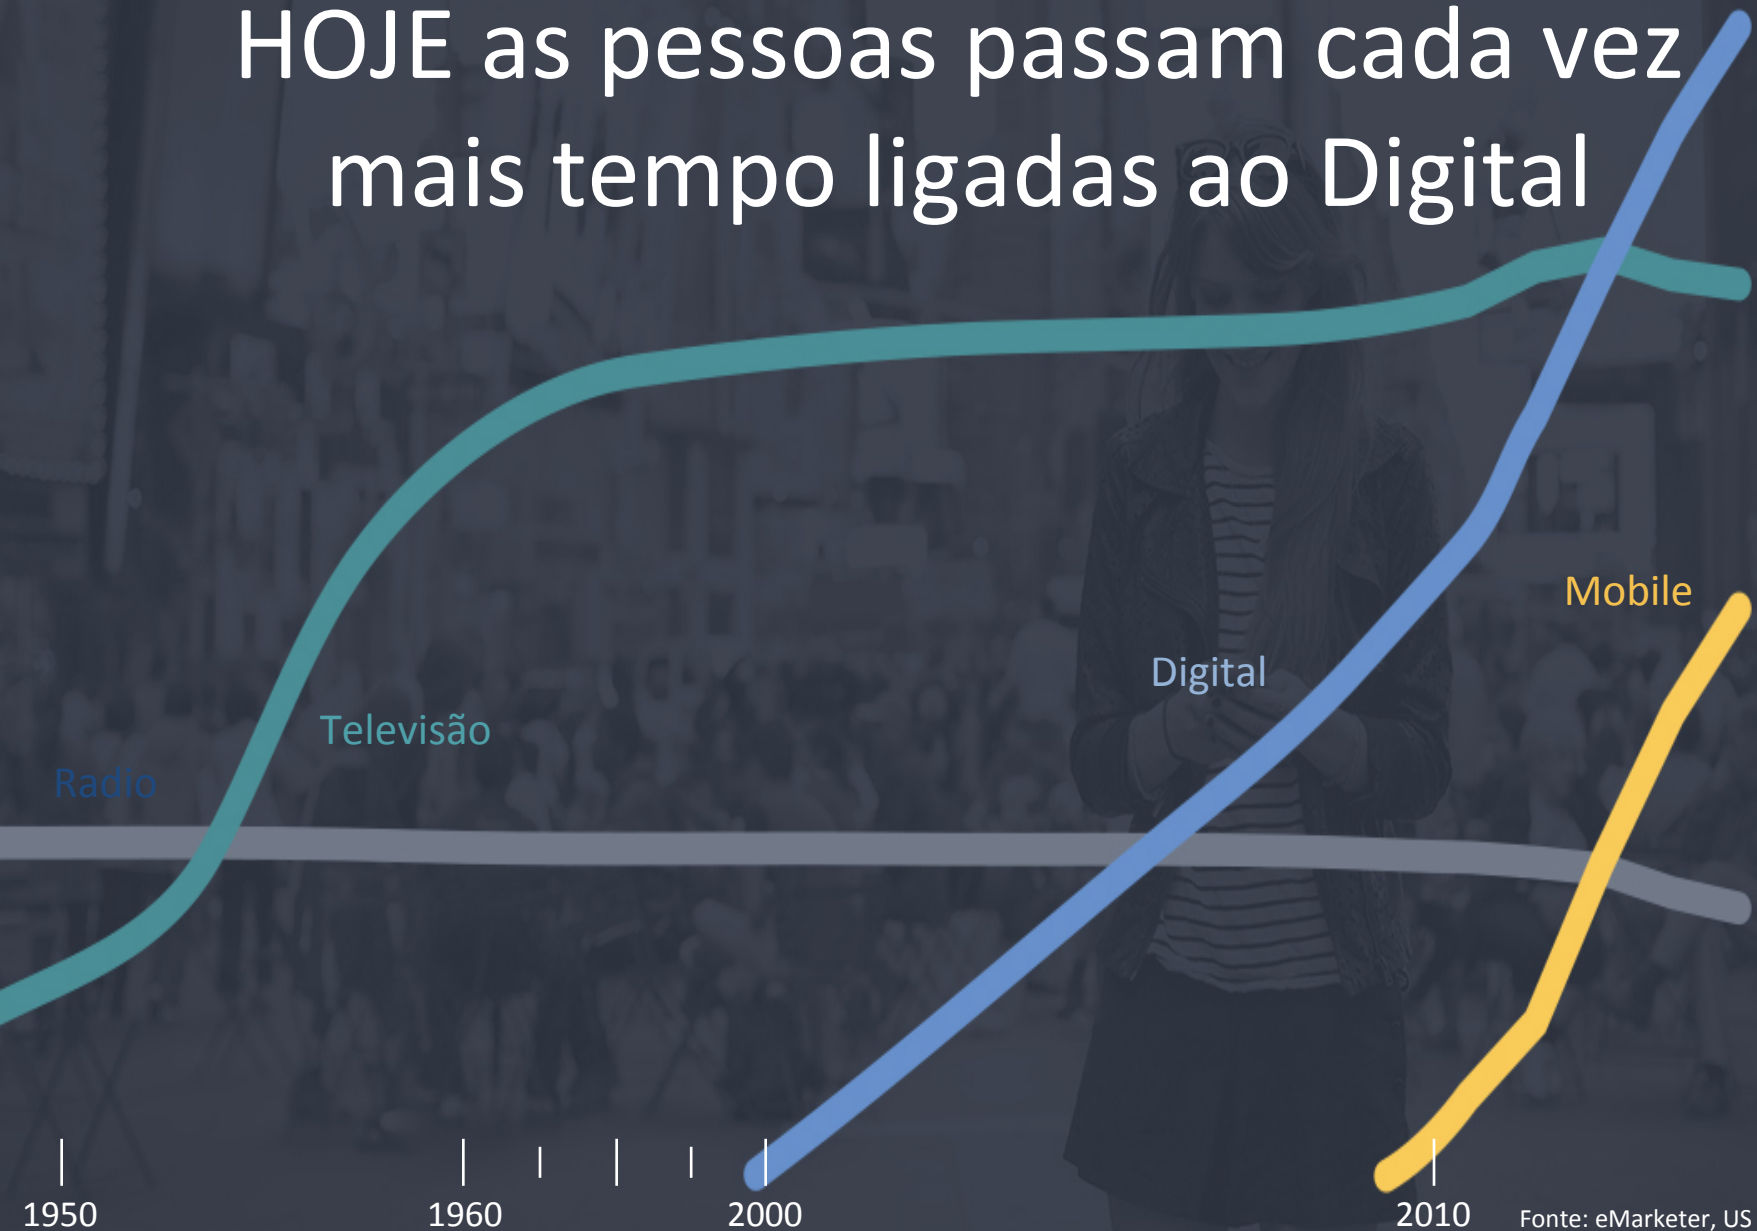 HOJE as pessoas passam cada vez
mais tempo ligadas ao Digital
Mobile
Digital
Televisão
Radio
1950
1960
2000
2010
Fonte: eMarketer, US